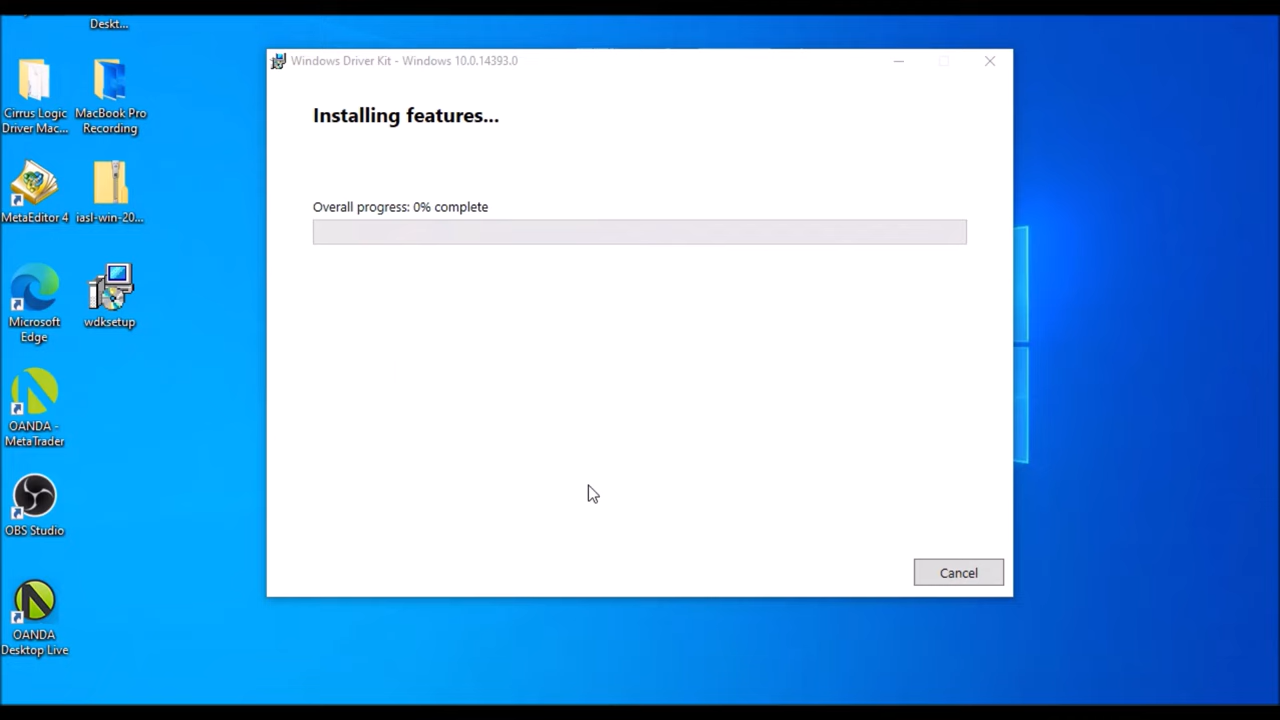 Deskt...
Cirrus Logic
Driver Mac...
MacBook Pro
Recording
MetaEditor 4
iasl-win-20...
Microsoft
Edge
wdksetup
OANDA -
MetaTrader
OBS Studio
OANDA
Desktop Live
Windows Driver Kit - Windows 10.0.14393.0
Installing features...
Overall progress: 0% complete
Cancel